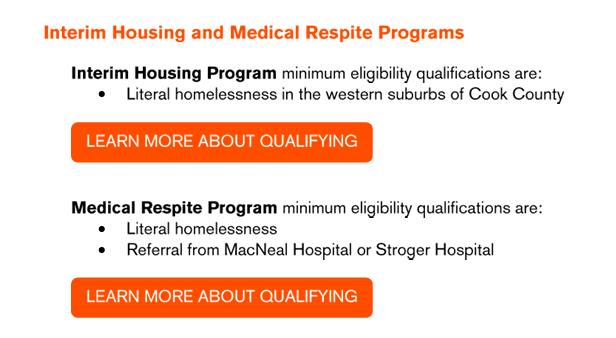 Interim Housing and Medical Respite Programs
Interim Housing Program minimum eligibility qualifications are:
• Literal homelessness in the western suburbs of Cook County
LEARN MORE ABOUT QUALIFYING
Medical Respite Program minimum eligibility qualifications are:
• Literal homelessness
• Referral from MacNeal Hospital or Stroger Hospital
LEARN MORE ABOUT QUALIFYING